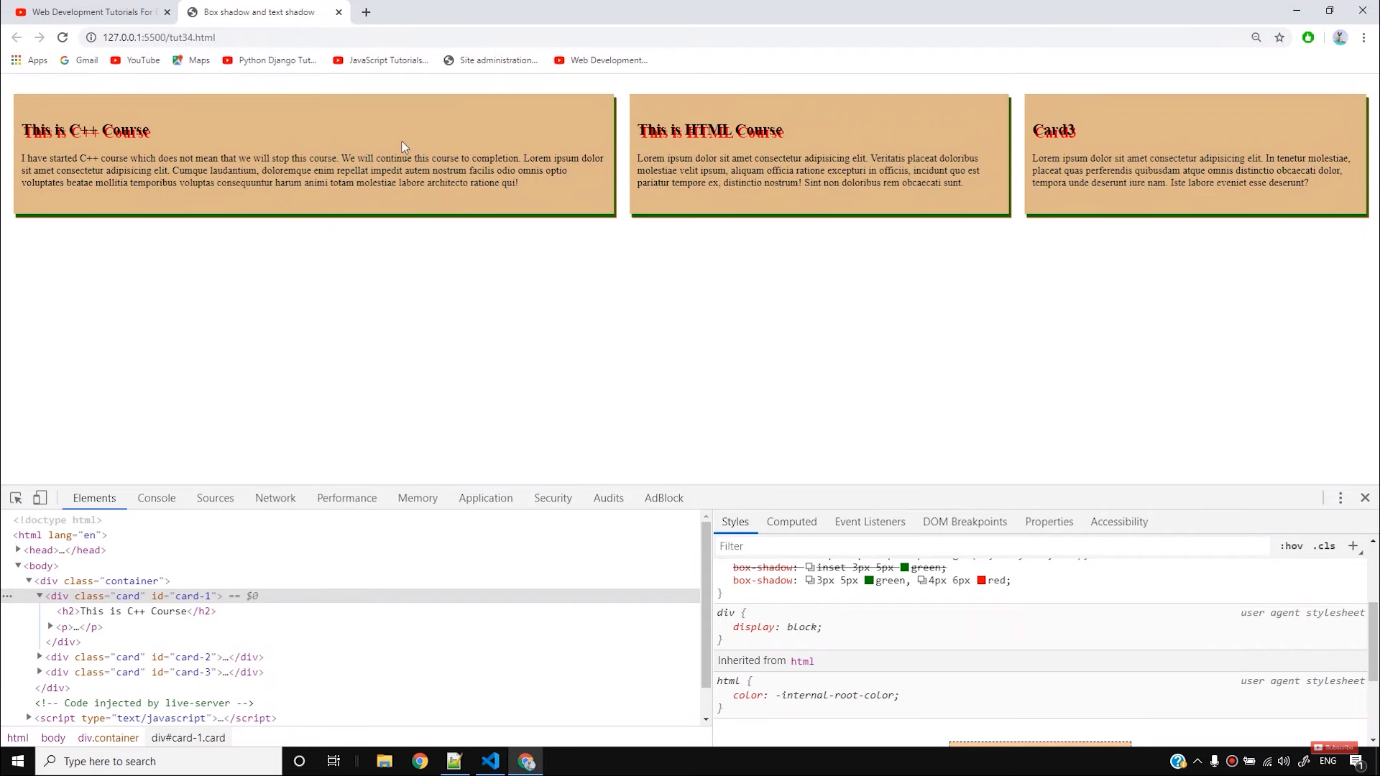 Web Development Tutorials For
Box shadow and text shadow
127.0.0.1:5500/tut34.html
Apps
Gmail
YouTube
Maps
Python Django Tut...
JavaScript Tutorials...
Site administration...
Web Development...
This is C++ Course
I have started C++ course which does not mean that we will stop this course. We will continue this course to completion. Lorem ipsum dolor
sit amet consectetur adipisicing elit. Cumque laudantium, doloremque enim repellat impedit autem nostrum facilis odio omnis optio
voluptates beatae mollitia temporibus voluptas consequuntur harum animi totam molestiae labore architecto ratione qui!
This is HTML Course
Lorem ipsum dolor sit amet consectetur adipisicing elit. Veritatis placeat doloribus
molestiae velit ipsum, aliquam officia ratione excepturi in officiis, incidunt quo est
pariatur tempore ex, distinctio nostrum! Sint non doloribus rem obcaecati sunt.
Card3
Lorem ipsum dolor sit amet consectetur adipisicing elit. In tenetur molestiae,
placeat quas perferendis quibusdam atque omnis distinctio obcaecati dolor,
tempora unde deserunt iure nam. Iste labore eveniet esse deserunt?
Elements
Console
Sources
Network
Performance
Memory
Application
Security
Audits
AdBlock
<!doctype html>
<html lang="en">
<head>…</head>
<body>
<div class="container">
<div class="card" id="card-1"> == $0
<h2>This is C++ Course</h2>
<p>…</p>
</div>
<div class="card" id="card-2">…</div>
<div class="card" id="card-3">…</div>
</div>
<!-- Code injected by live-server -->
<script type="text/javascript">…</script>
html
body
div.container
div#card-1.card
Styles
Computed
Event Listeners
DOM Breakpoints
Properties
Accessibility
Filter
:hov
.cls
+
box-shadow: inset 3px 5px green;
box-shadow: 3px 5px green, 4px 6px red;
}
div {
user agent stylesheet
display: block;
}
Inherited from html
html {
user agent stylesheet
color: -internal-root-color;
}
Subscribe
Type here to search
ENG
1